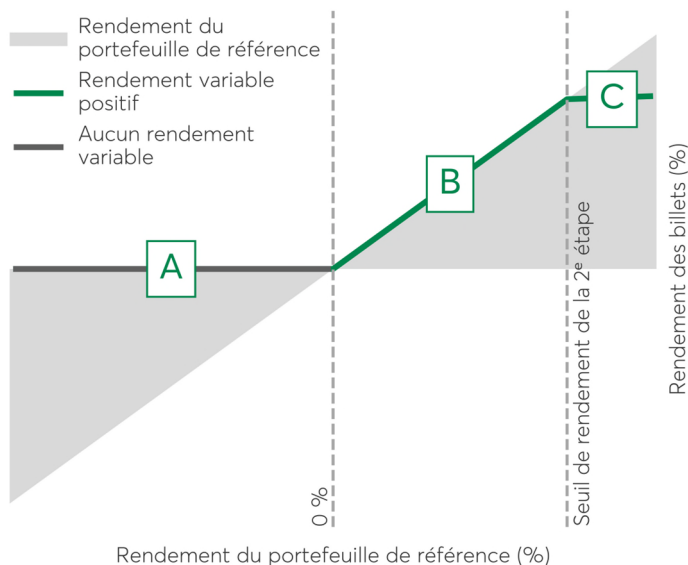 Rendement du
portefeuille de référence
Rendement variable
positif
Aucun rendement
variable
A
B
C
0 %
Seuil de rendement de la 2e étape
Rendement des billets (%)
Rendement du portefeuille de référence (%)